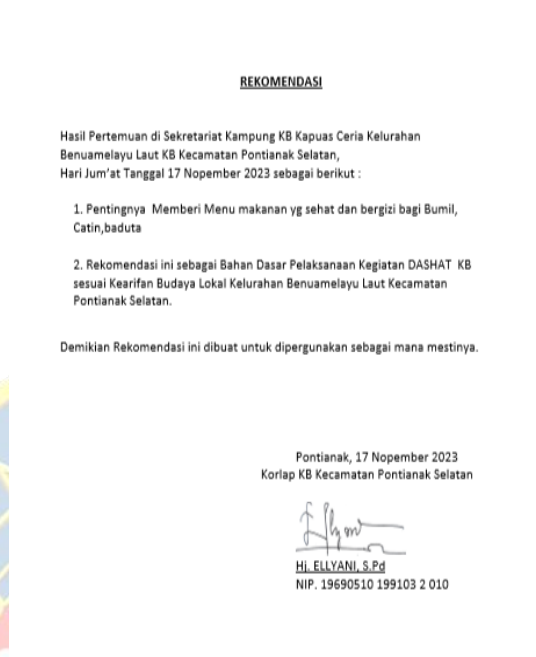 REKOMENDASI
Hasil Pertemuan di Sekretariat Kampung KB Kapuas Ceria Kelurahan
Benuamelayu Laut KB Kecamatan Pontianak Selatan,
Hari Jum'at Tanggal 17 Nopember 2023 sebagai berikut :
1. Pentingnya Memberi Menu makanan yg sehat dan bergizi bagi Bumil,
Catin,baduta
2. Rekomendasi ini sebagai Bahan Dasar Pelaksanaan Kegiatan DASHAT KB
sesuai Kearifan Budaya Lokal Kelurahan Benuamelayu Laut Kecamatan
Pontianak Selatan.
Demikian Rekomendasi ini dibuat untuk dipergunakan sebagai mana mestinya.
Pontianak, 17 Nopember 2023
Korlap KB Kecamatan Pontianak Selatan
Hj. ELLYANI, S.Pd
NIP. 19690510 199103 2 010